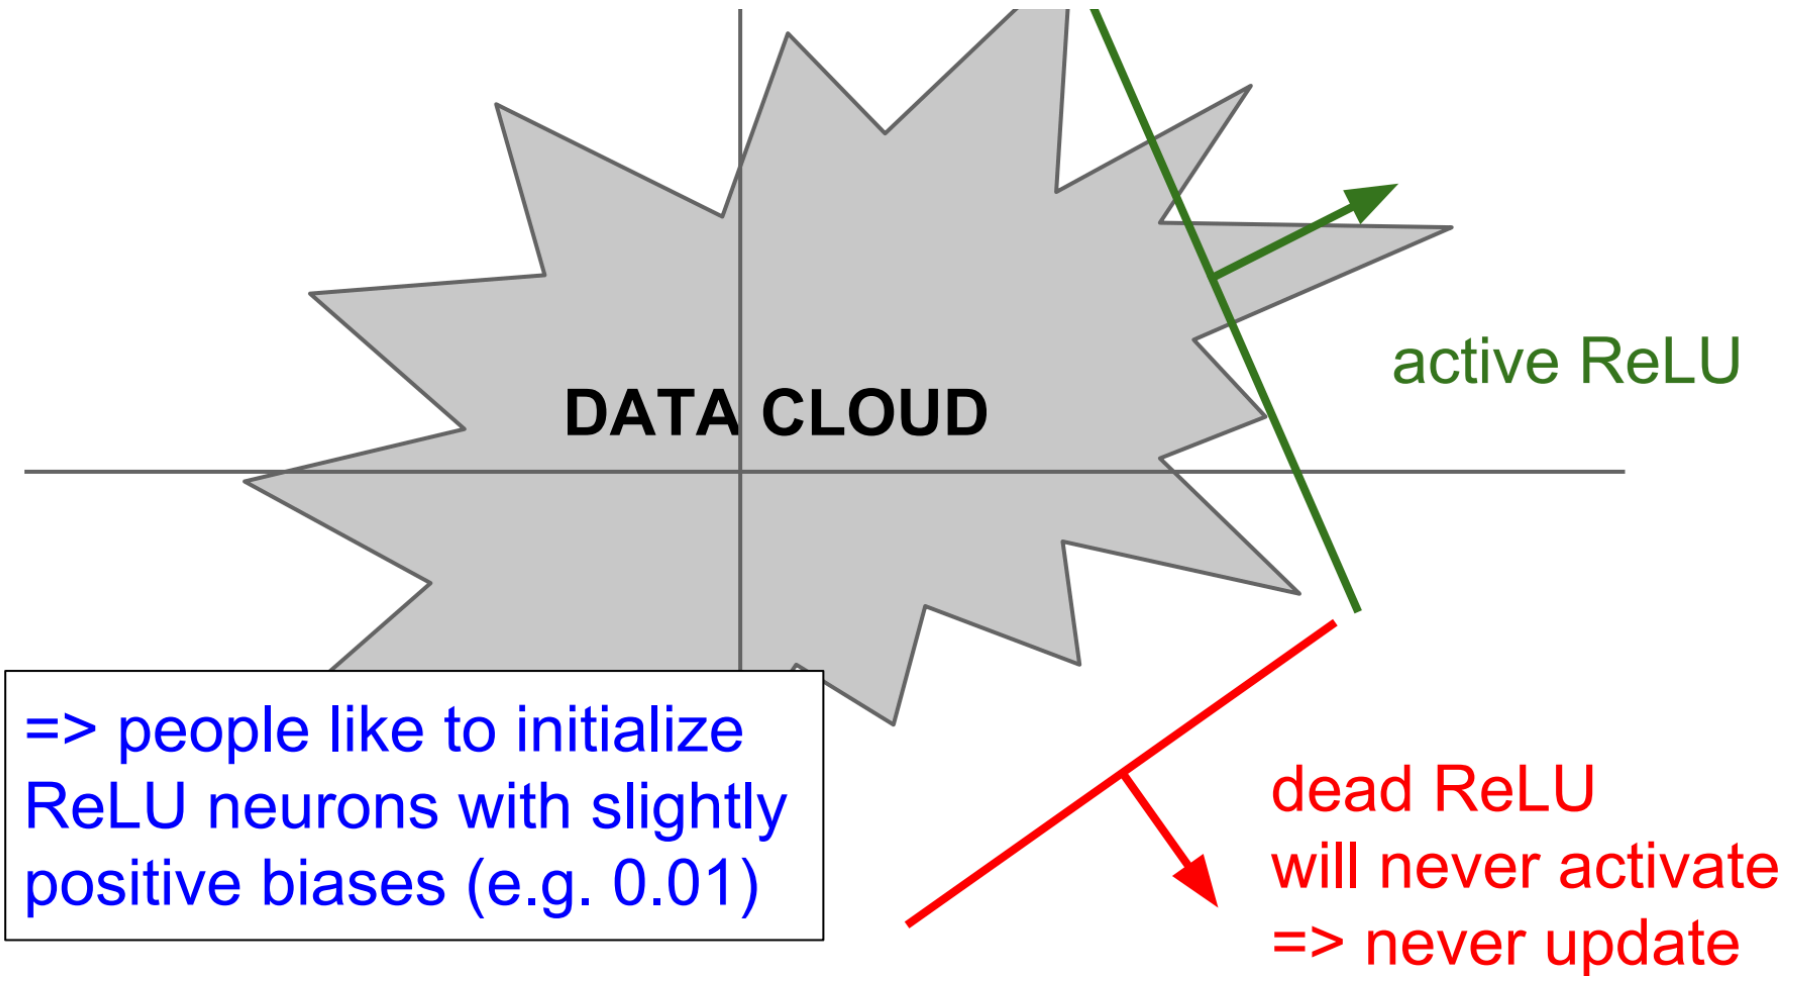 DATA CLOUD
active ReLU
=> people like to initialize
ReLU neurons with slightly
positive biases (e.g. 0.01)
dead ReLU
will never activate
=> never update